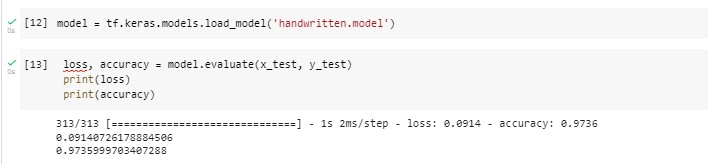 [12] model = tf.keras.models.load_model('handwritten.model')
0s
[13] loss, accuracy = model.evaluate(x_test, y_test)
0s
print(loss)
print(accuracy)
313/313 [==============================] - 1s 2ms/step - loss: 0.0914 - accuracy: 0.9736
0.09140726178884506
0.9735999703407288